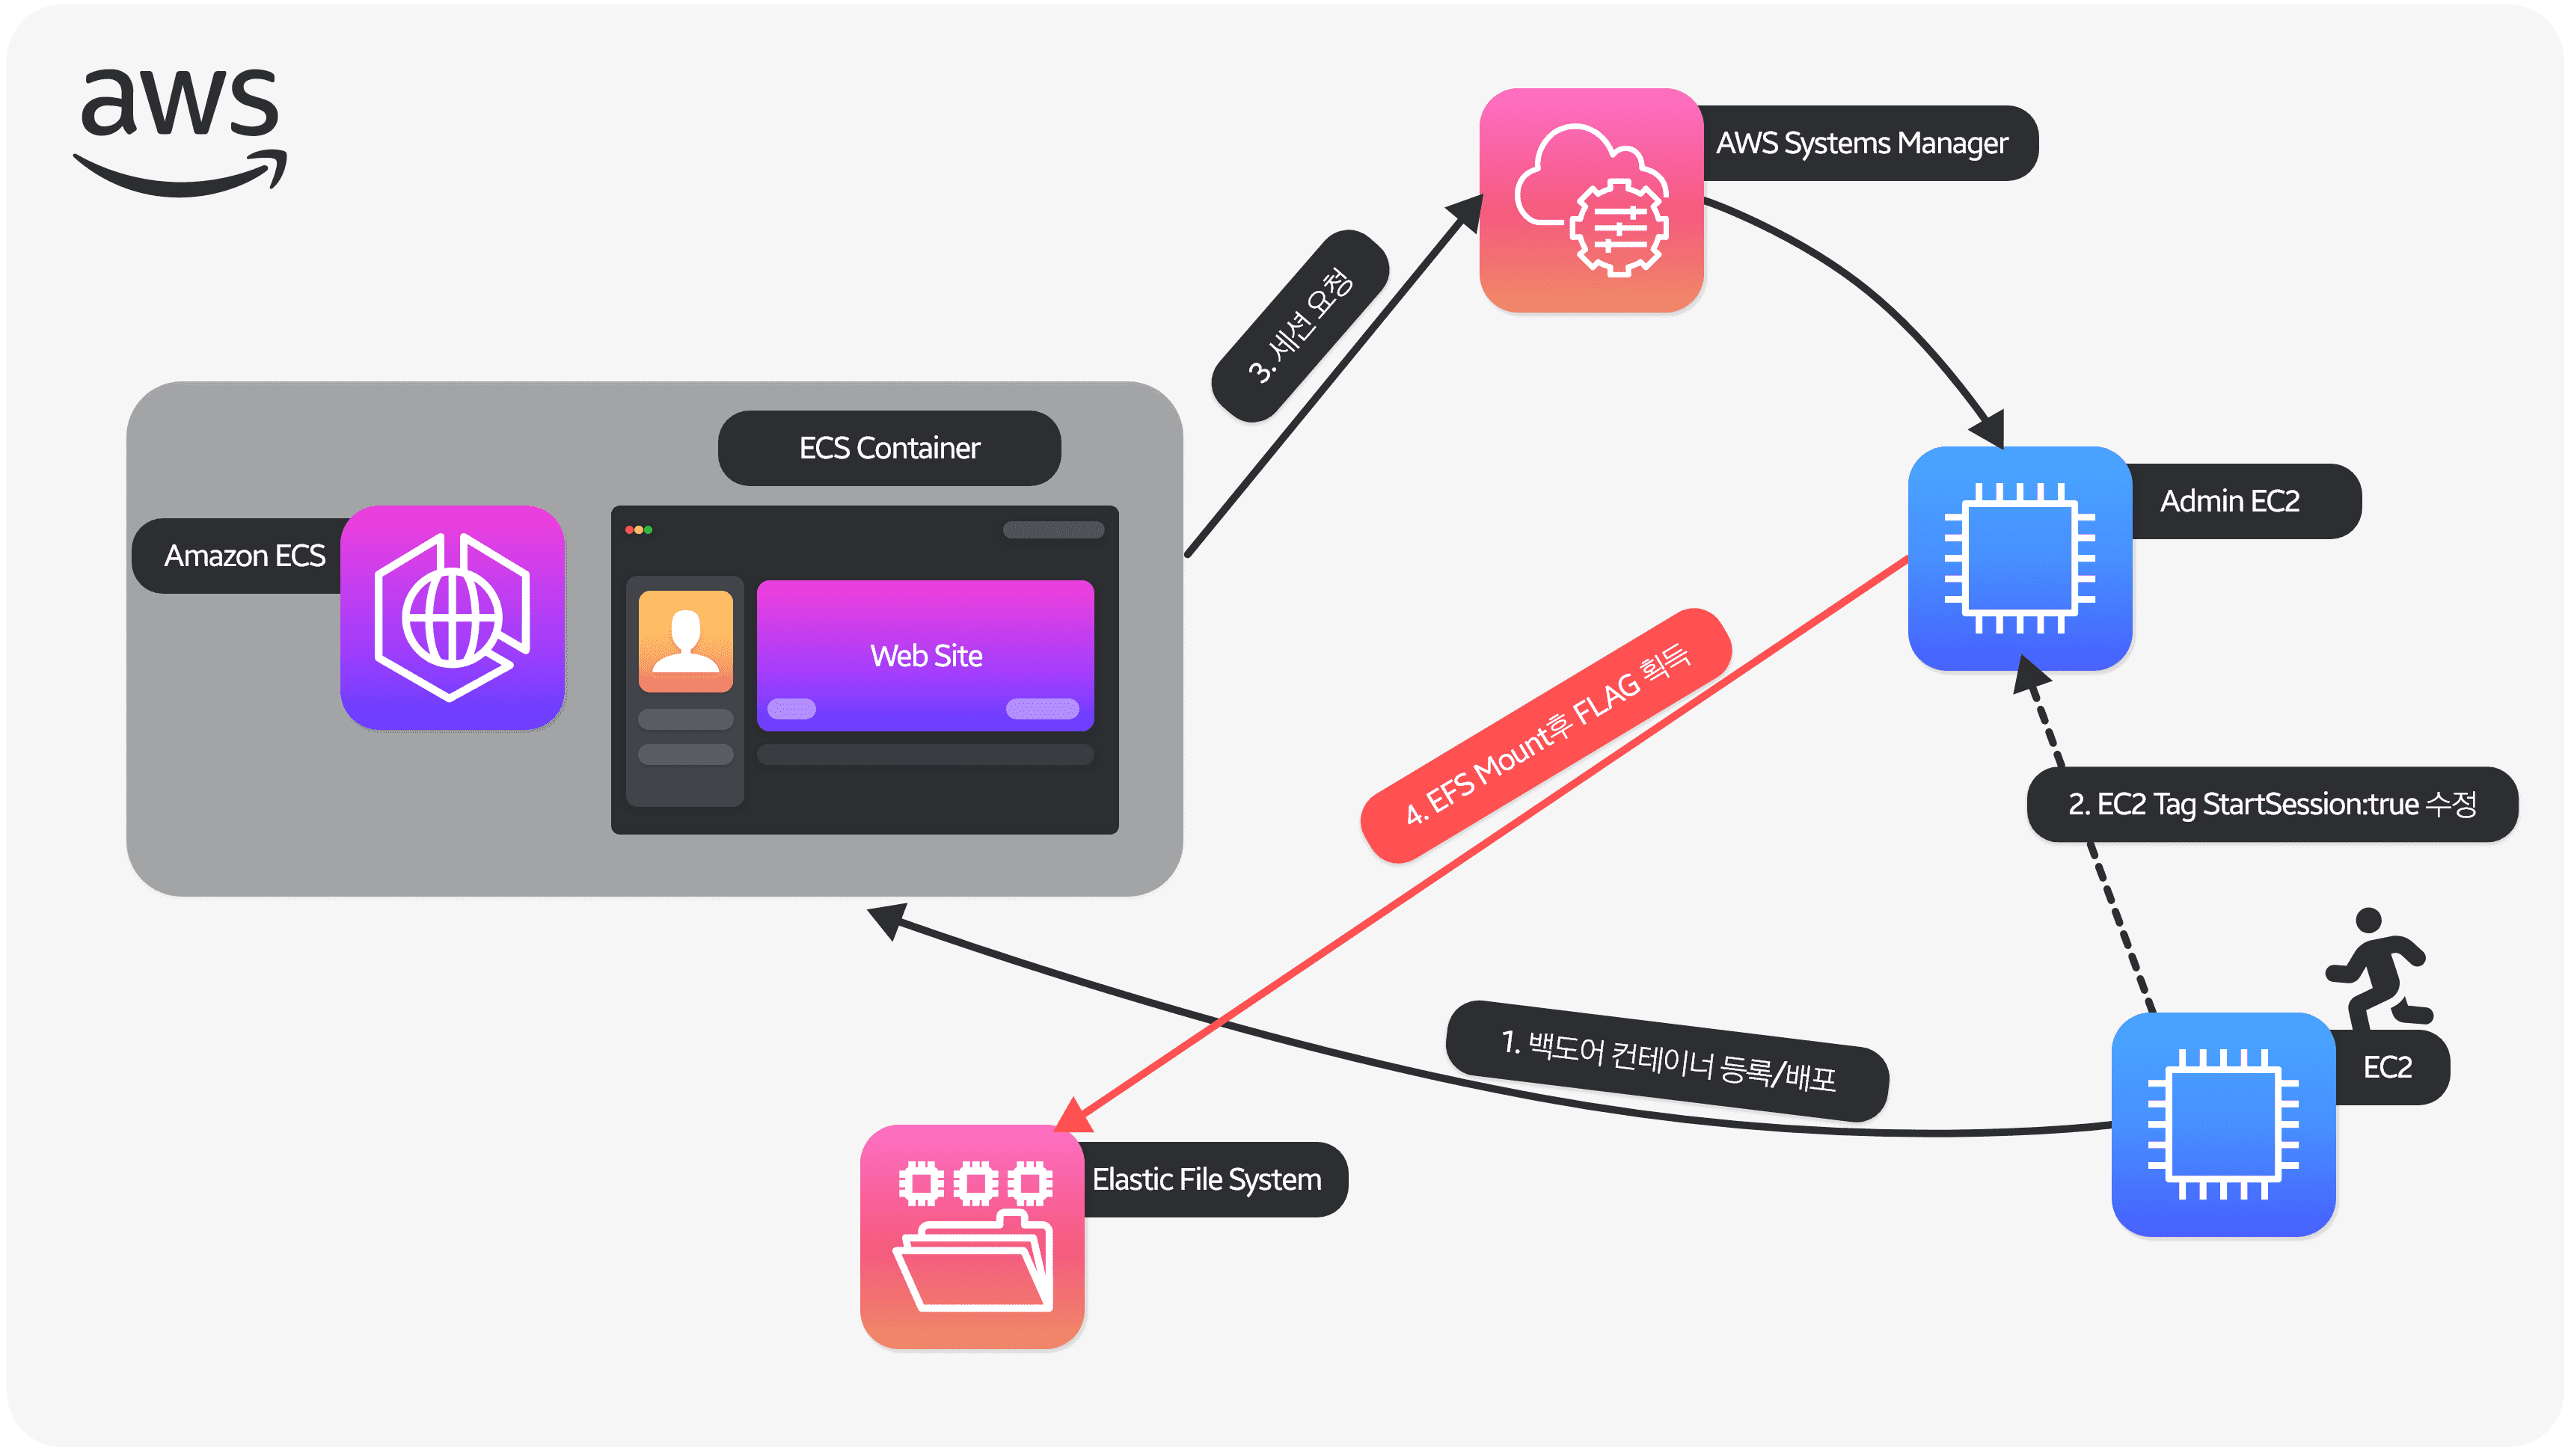 aws
AWS Systems Manager
3. 세션 요청
ECS Container
Admin EC2
Amazon ECS
Web Site
4. EFS Mount후 FLAG 획득
2. EC2 Tag StartSession:true 수정
1. 백도어 컨테이너 등록/배포
EC2
Elastic File System